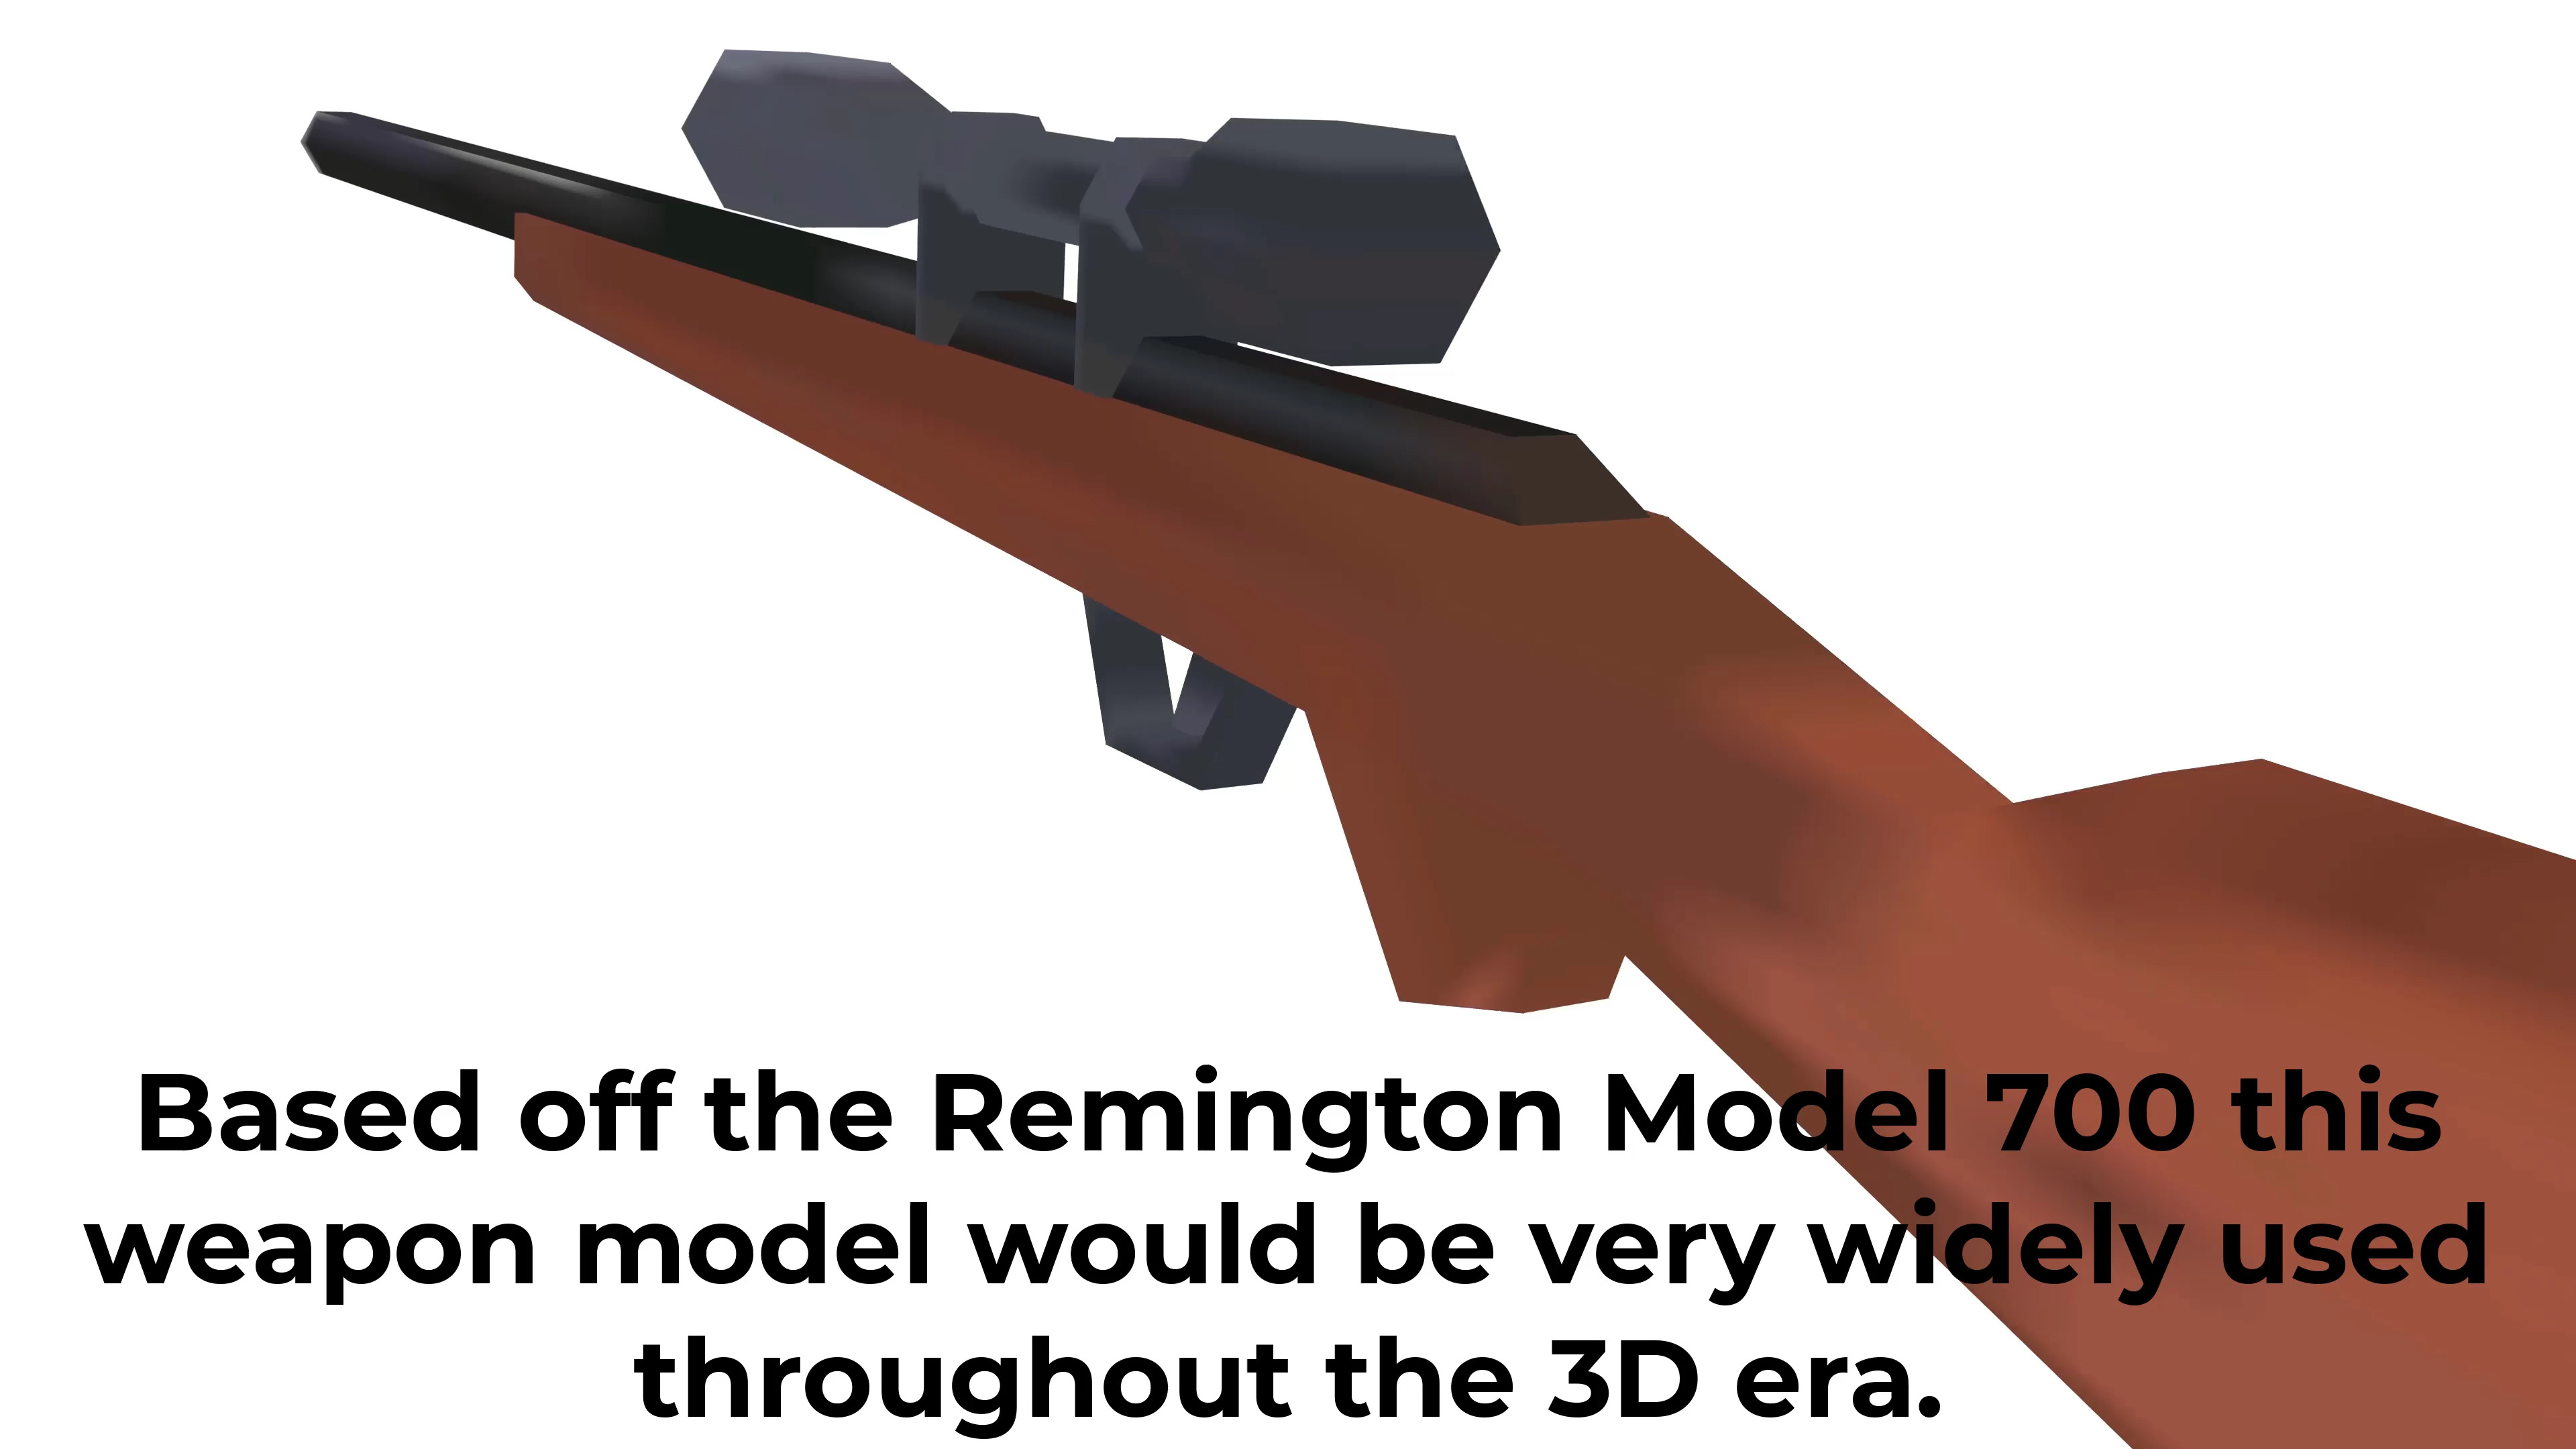 Based off the Remington Model 700 this
weapon model would be very widely used
throughout the 3D era.